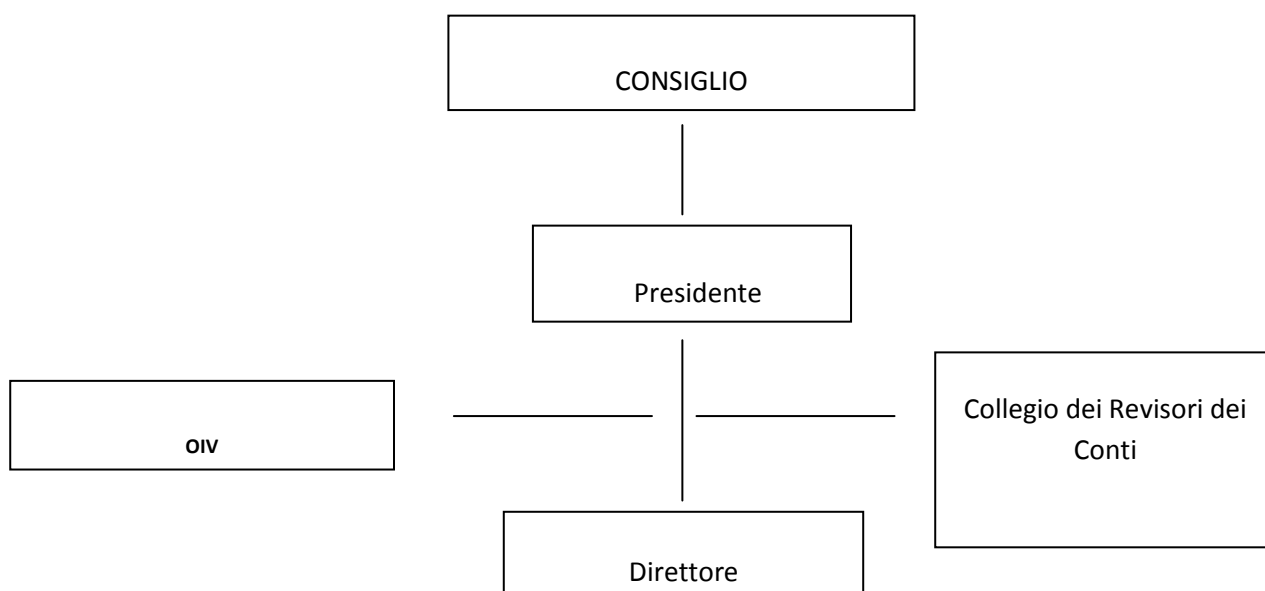 CONSIGLIO
Presidente
OIV
Collegio dei Revisori dei
Conti
Direttore